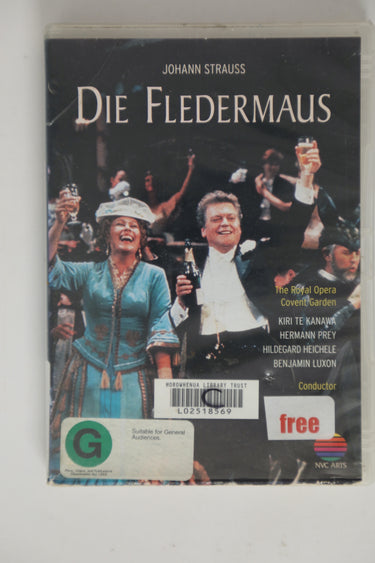 JOHANN STRAUSS
DIE FLEDERMAUS
The Royal Opera
Covent Garden
KIRI TE KANAWA
HERMANN PREY
HILDEGARD HEICHELE
BENJAMIN LUXON
Conductor
HOROWHENUA LIBRARY TRUST
C
L02518569
free
G
Suitable for General
Audiences.
NVC ARTS